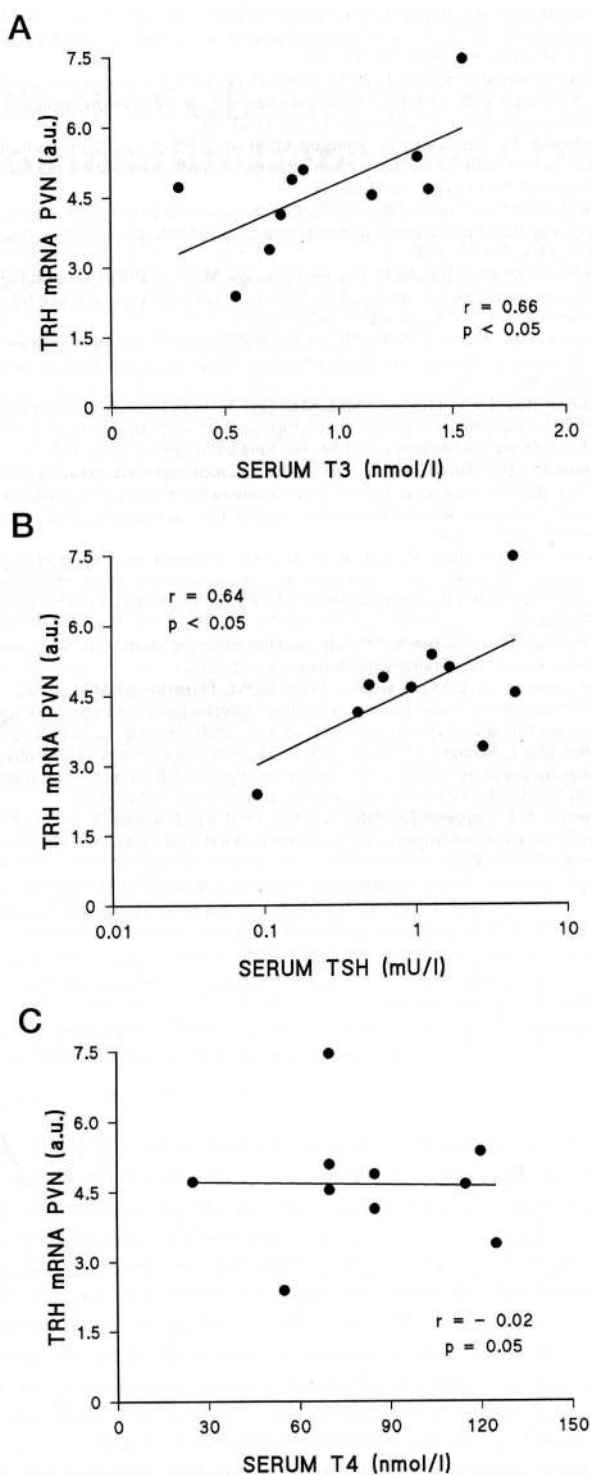 A
TRH mRNA PVN (a.u.)
7.5
6.0
4.5
3.0
1.5
0
r = 0.66
p < 0.05
0.5 1.0 1.5 2.0
SERUM T3 (nmol/l)
B
TRH mRNA PVN (a.u.)
7.5
r = 0.64
p < 0.05
6.0
4.5
3.0
1.5
0
0.01 0.1 1 10
SERUM TSH (mU/l)
C
TRH mRNA PVN (a.u.)
7.5
6.0
4.5
3.0
r = - 0.02
p = 0.05
1.5
0
0 30 60 90 120 150
SERUM T4 (nmol/l)